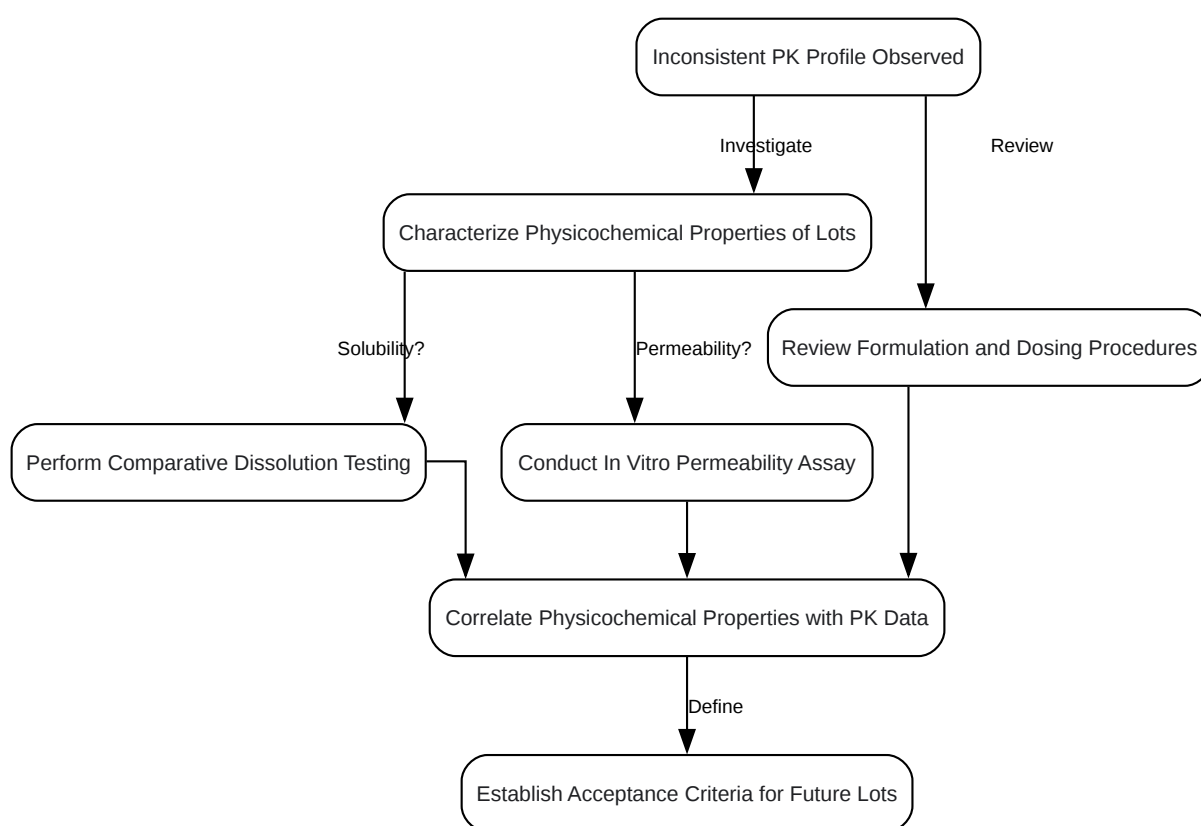 Inconsistent PK Profile Observed
Investigate
Review
Characterize Physicochemical Properties of Lots
Solubility?
Permeability?
Review Formulation and Dosing Procedures
Perform Comparative Dissolution Testing
Conduct In Vitro Permeability Assay
Correlate Physicochemical Properties with PK Data
Define
Establish Acceptance Criteria for Future Lots